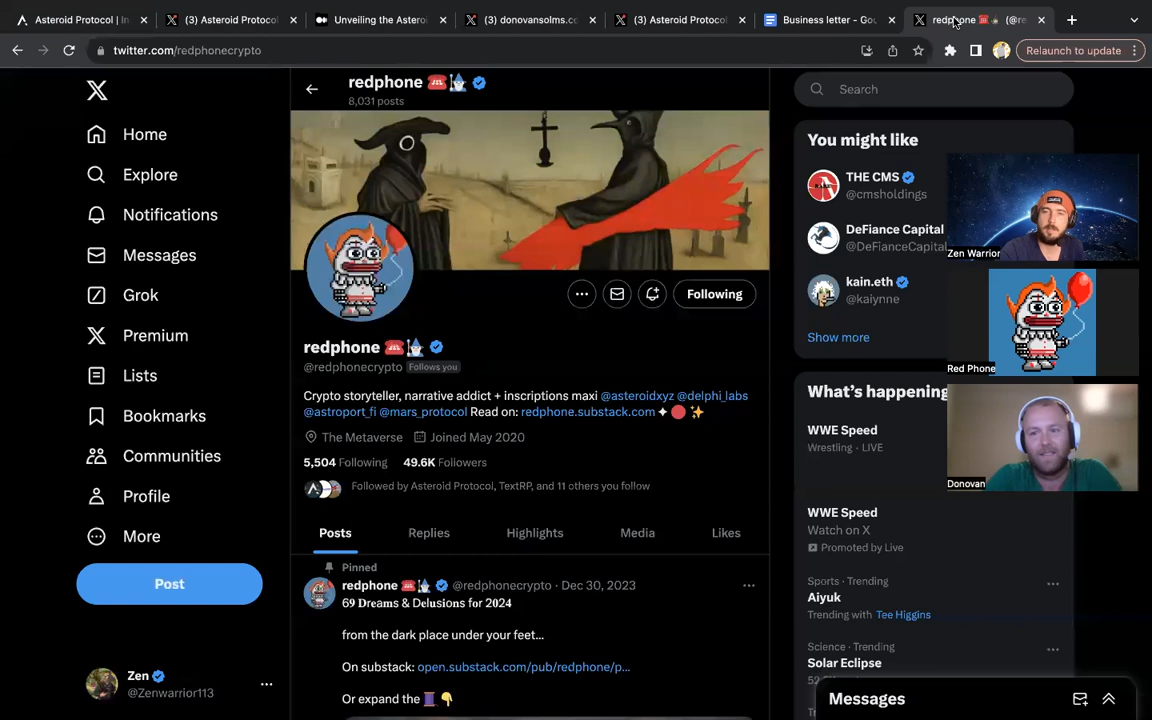 Asteroid Protocol | In
(3) Asteroid Protoco
Unveiling the Astero
(3) donovansolms.cc
(3) Asteroid Protoco
Business letter - Go
redphone (@re
twitter.com/redphonecrypto
Relaunch to update
Home
Explore
Notifications
Messages
Grok
Premium
Lists
Bookmarks
Communities
Profile
More
Post
Zen
@Zenwarrior113
redphone ☎️🧙‍♂️
8,031 posts
Following
redphone ☎️🧙‍♂️
@redphonecrypto Follows you
Crypto storyteller, narrative addict + inscriptions maxi @asteroidxyz @delphi_labs
@astroport_fi @mars_protocol Read on: redphone.substack.com ✦ 🔴 ✨
The Metaverse Joined May 2020
5,504 Following 49.6K Followers
Followed by Asteroid Protocol, TextRP, and 11 others you follow
Posts Replies Highlights Media Likes
Pinned
redphone ☎️🧙‍♂️ @redphonecrypto · Dec 30, 2023
69 Dreams & Delusions for 2024
from the dark place under your feet...
On substack: open.substack.com/pub/redphone/p...
Or expand the 🧵👇
Search
You might like
THE CMS
@cmsholdings
DeFiance Capital
@DeFianceCapital
kain.eth
@kaiynne
Show more
What's happening
WWE Speed
Wrestling · LIVE
WWE Speed
Watch on X
Promoted by Live
Sports · Trending
Aiyuk
Trending with Tee Higgins
Science · Trending
Solar Eclipse
Messages
Zen Warrior
Red Phone
Donovan